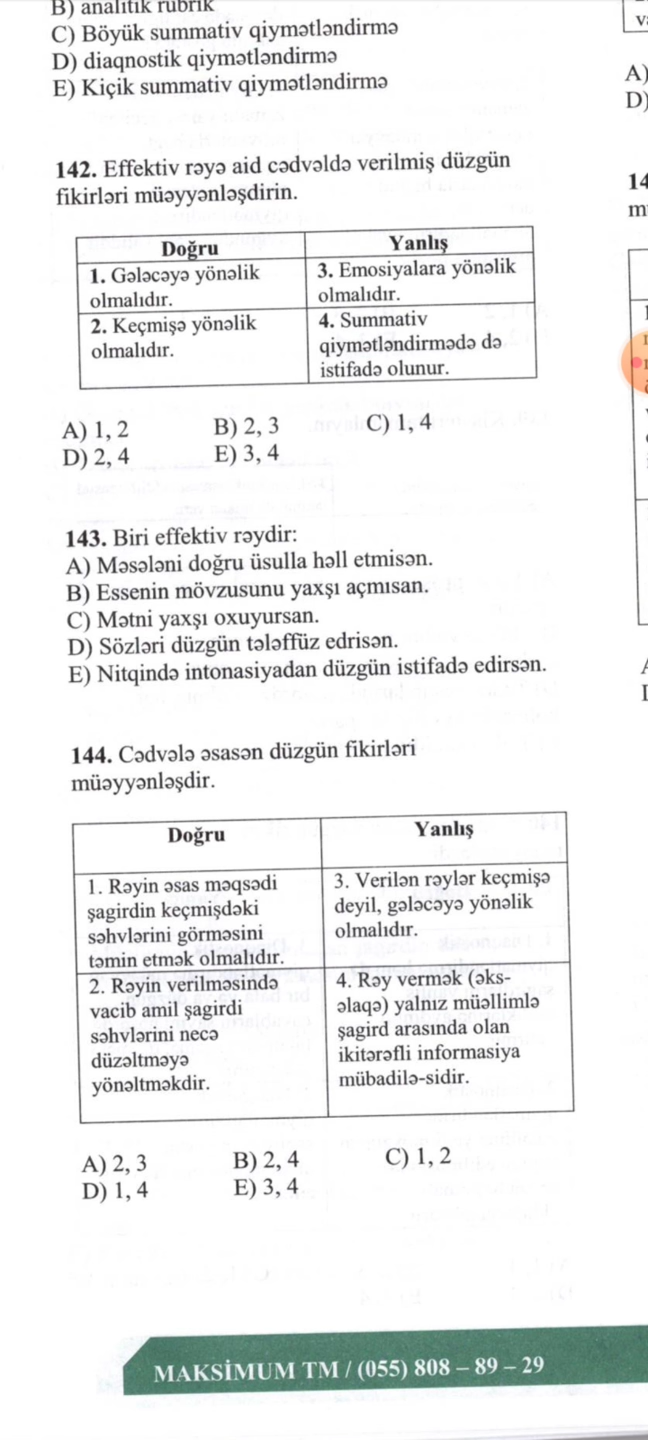 B) analitik rubrik
C) Böyük summativ qiymətləndirmə
D) diaqnostik qiymətləndirmə
E) Kiçik summativ qiymətləndirmə
142. Effektiv rəyə aid cədvəldə verilmiş düzgün
fikirləri müəyyənləşdirin.
Doğru
Yanlış
1. Gələcəyə yönəlik
olmalıdır.
3. Emosiyalara yönəlik
olmalıdır.
2. Keçmişə yönəlik
olmalıdır.
4. Summativ
qiymətləndirmədə də
istifadə olunur.
A) 1, 2 B) 2, 3 C) 1, 4
D) 2, 4 E) 3, 4
143. Biri effektiv rəydir:
A) Məsələni doğru üsulla həll etmisən.
B) Essenin mövzusunu yaxşı açmısan.
C) Mətni yaxşı oxuyursan.
D) Sözləri düzgün tələffüz edrisən.
E) Nitqində intonasiyadan düzgün istifadə edirsən.
144. Cədvələ əsasən düzgün fikirləri
müəyyənləşdir.
Doğru
Yanlış
1. Rəyin əsas məqsədi
şagirdin keçmişdəki
səhvlərini görməsini
təmin etmək olmalıdır.
3. Verilən rəylər keçmişə
deyil, gələcəyə yönəlik
olmalıdır.
2. Rəyin verilməsində
vacib amil şagirdi
səhvlərini necə
düzəltməyə
yönəltməkdir.
4. Rəy vermək (əks-
əlaqə) yalnız müəllimlə
şagird arasında olan
ikitərəfli informasiya
mübadilə-sidir.
A) 2, 3 B) 2, 4 C) 1, 2
D) 1, 4 E) 3, 4
MAKSİMUM TM / (055) 808 – 89 – 29
A)
D)